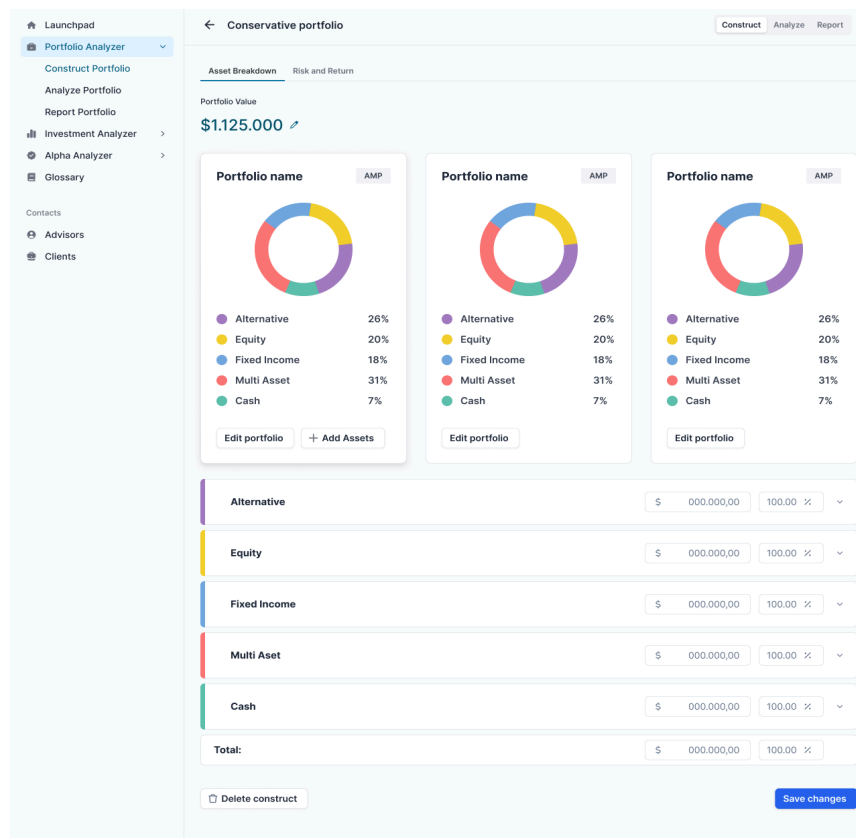 Launchpad
Portfolio Analyzer
Construct Portfolio
Analyze Portfolio
Report Portfolio
Investment Analyzer
Alpha Analyzer
Glossary
Contacts
Advisors
Clients
Conservative portfolio
Construct Analyze Report
Asset Breakdown Risk and Return
Portfolio Value
$1.125.000
Portfolio name AMP
Alternative 26%
Equity 20%
Fixed Income 18%
Multi Asset 31%
Cash 7%
Edit portfolio + Add Assets
Portfolio name AMP
Alternative 26%
Equity 20%
Fixed Income 18%
Multi Asset 31%
Cash 7%
Edit portfolio
Portfolio name AMP
Alternative 26%
Equity 20%
Fixed Income 18%
Multi Asset 31%
Cash 7%
Edit portfolio
Alternative $ 000.000,00 100.00 %
Equity $ 000.000,00 100.00 %
Fixed Income $ 000.000,00 100.00 %
Multi Aset $ 000.000,00 100.00 %
Cash $ 000.000,00 100.00 %
Total: $ 000.000,00 100.00 %
Delete construct
Save changes